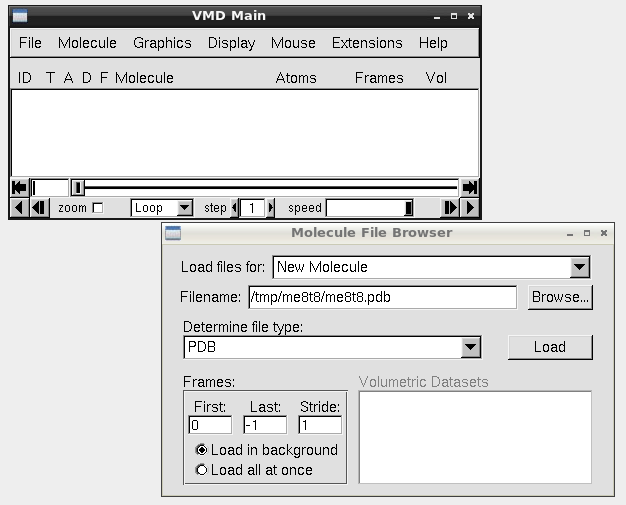 VMD Main
File Molecule Graphics Display Mouse Extensions Help
ID T A D F Molecule Atoms Frames Vol
zoom Loop step 1 speed
Molecule File Browser
Load files for: New Molecule
Filename: /tmp/me8t8/me8t8.pdb Browse...
Determine file type:
PDB Load
Frames: Volumetric Datasets
First: Last: Stride:
0 -1 1
Load in background
Load all at once